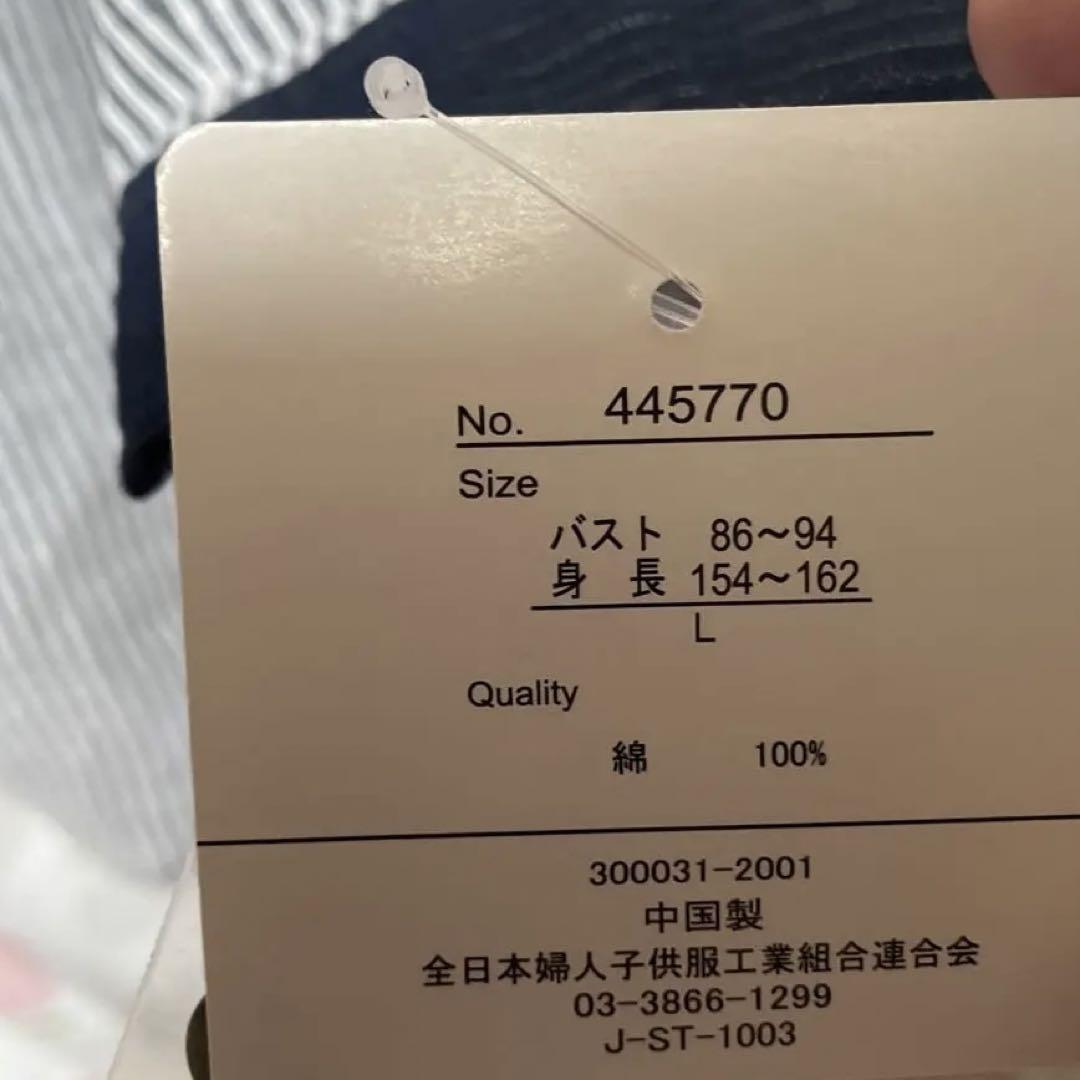 No. 445770
Size
バスト 86～94
身 長 154～162
L
Quality
綿 100%
300031-2001
中国製
全日本婦人子供服工業組合連合会
03-3866-1299
J-ST-1003